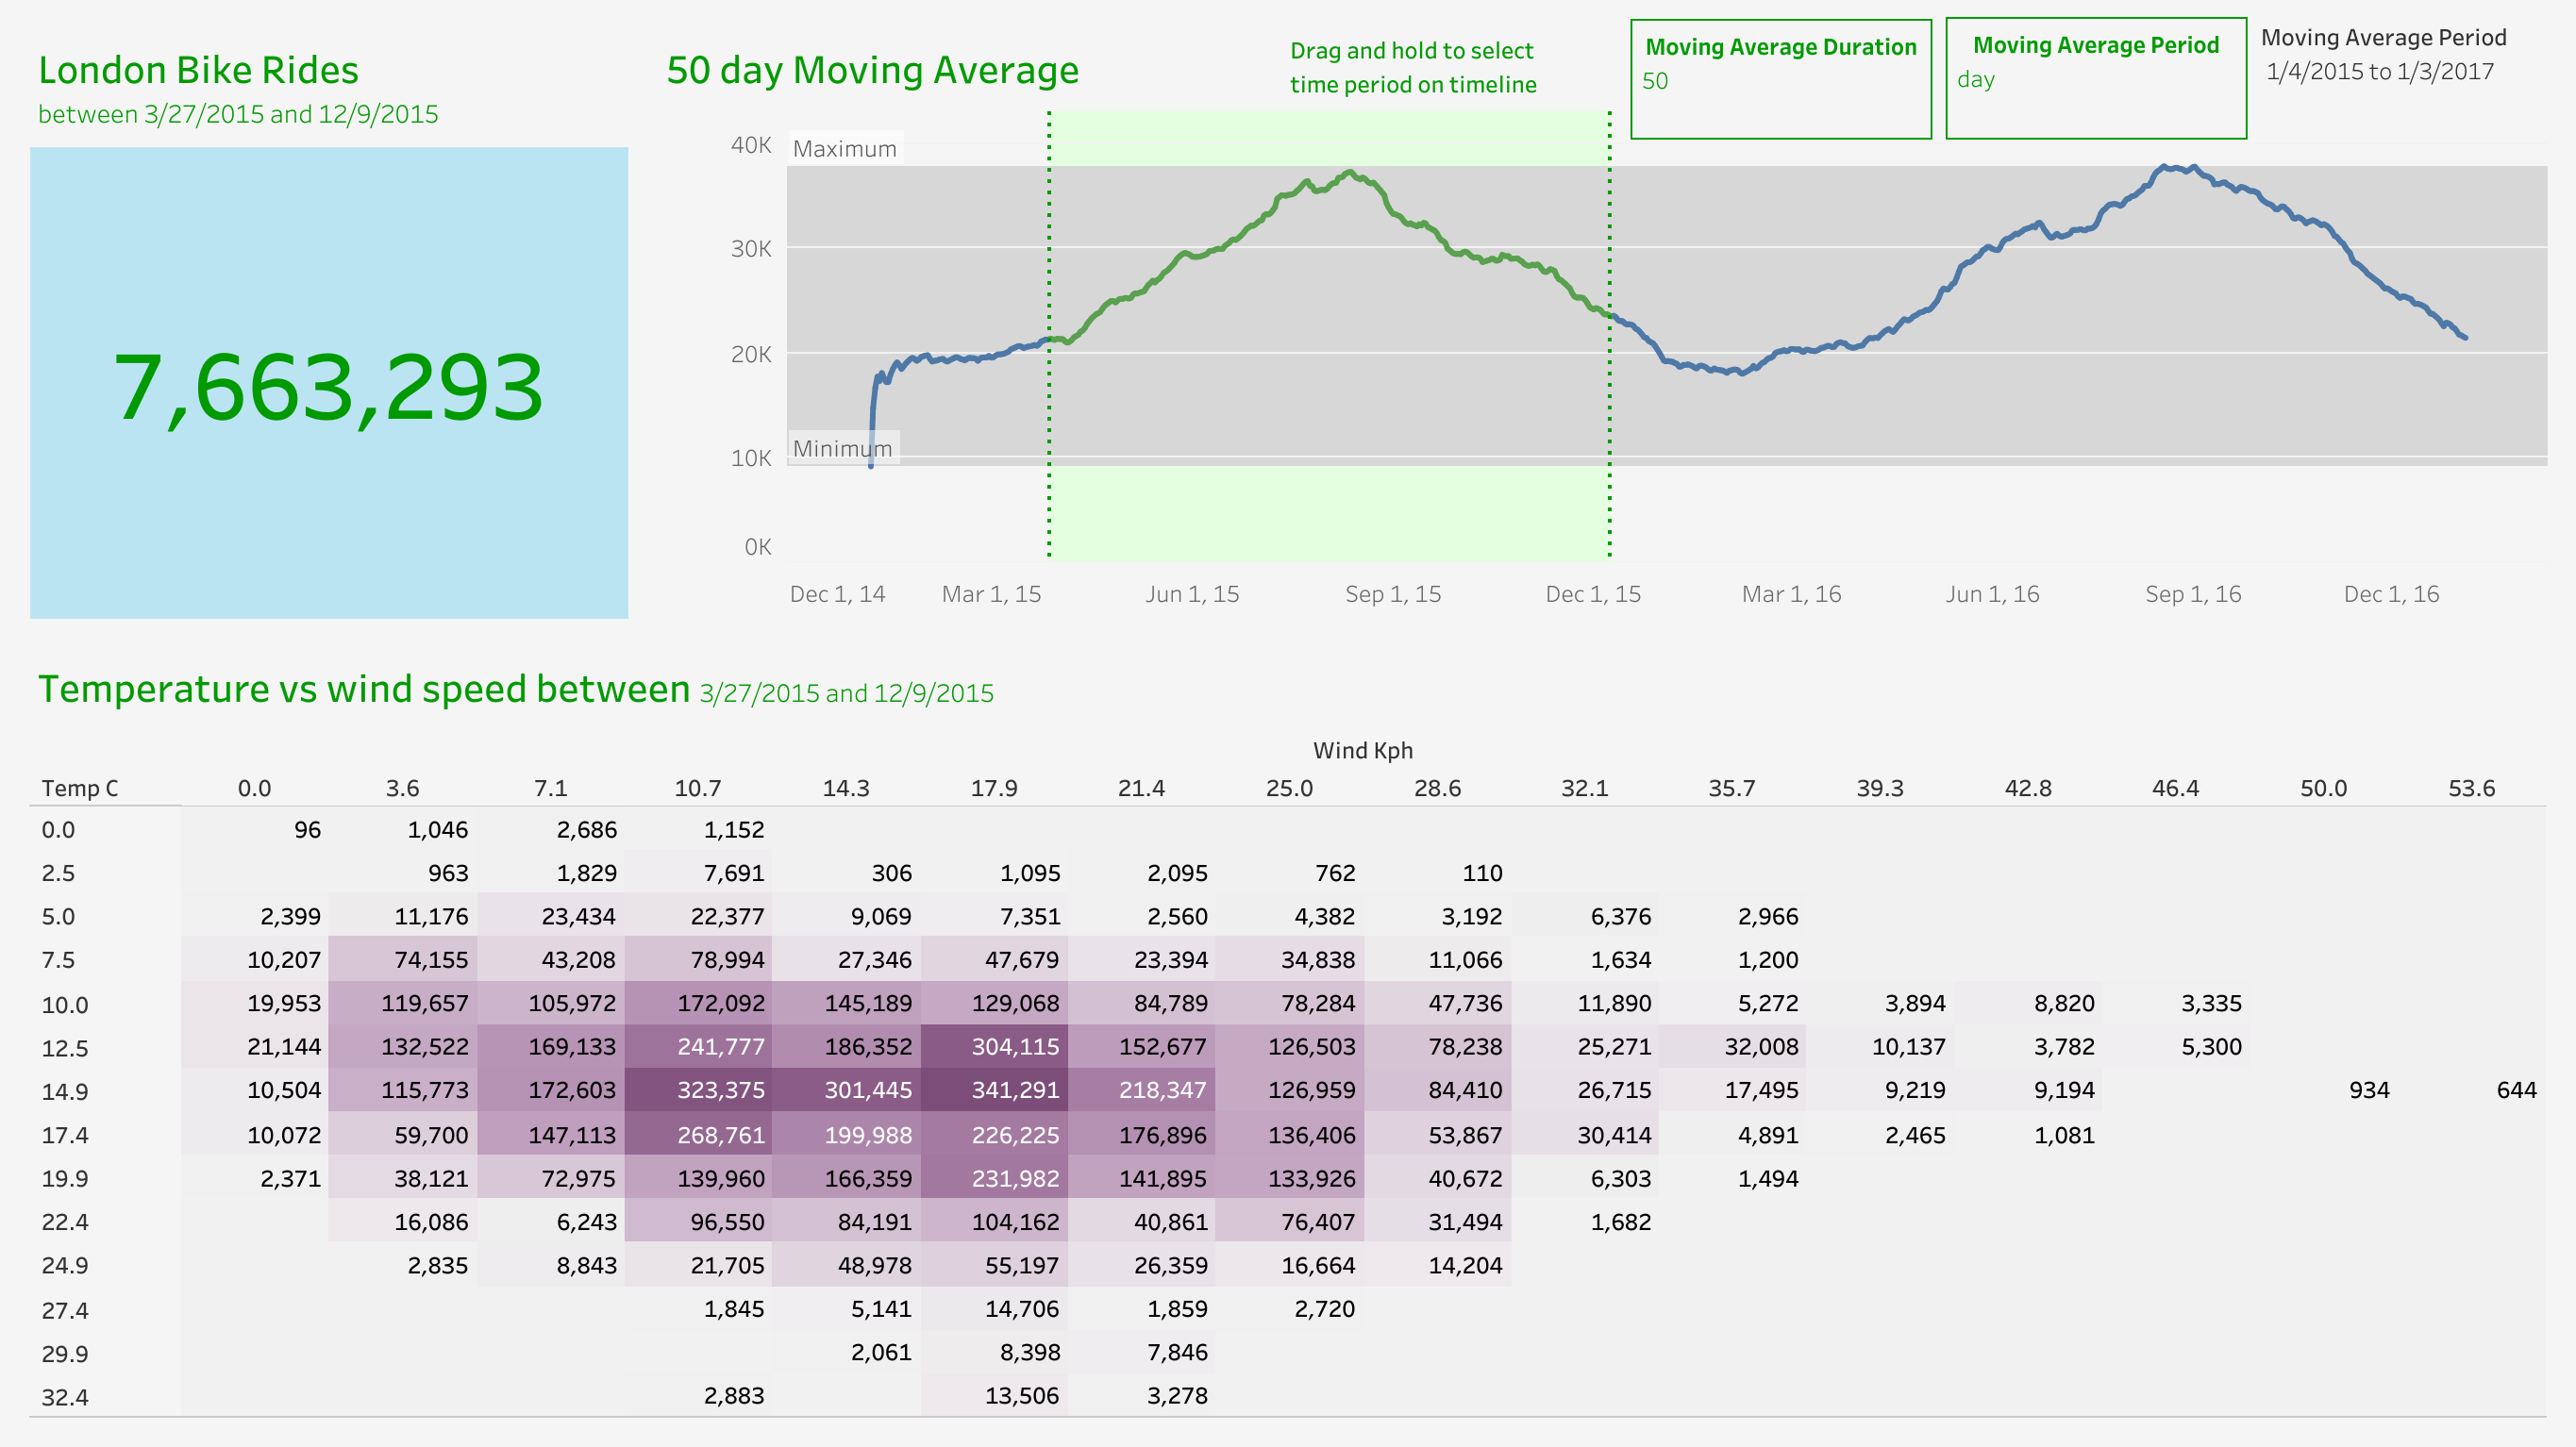 London Bike Rides
between 3/27/2015 and 12/9/2015
7,663,293
50 day Moving Average
Drag and hold to select
time period on timeline
Moving Average Duration
50
Moving Average Period
day
Moving Average Period
1/4/2015 to 1/3/2017
40K
Maximum
30K
20K
Minimum
10K
0K
Dec 1, 14 Mar 1, 15 Jun 1, 15 Sep 1, 15 Dec 1, 15 Mar 1, 16 Jun 1, 16 Sep 1, 16 Dec 1, 16
Temperature vs wind speed between 3/27/2015 and 12/9/2015
Wind Kph
Temp C 0.0 3.6 7.1 10.7 14.3 17.9 21.4 25.0 28.6 32.1 35.7 39.3 42.8 46.4 50.0 53.6
0.0 96 1,046 2,686 1,152
2.5 963 1,829 7,691 306 1,095 2,095 762 110
5.0 2,399 11,176 23,434 22,377 9,069 7,351 2,560 4,382 3,192 6,376 2,966
7.5 10,207 74,155 43,208 78,994 27,346 47,679 23,394 34,838 11,066 1,634 1,200
10.0 19,953 119,657 105,972 172,092 145,189 129,068 84,789 78,284 47,736 11,890 5,272 3,894 8,820 3,335
12.5 21,144 132,522 169,133 241,777 186,352 304,115 152,677 126,503 78,238 25,271 32,008 10,137 3,782 5,300
14.9 10,504 115,773 172,603 323,375 301,445 341,291 218,347 126,959 84,410 26,715 17,495 9,219 9,194 934 644
17.4 10,072 59,700 147,113 268,761 199,988 226,225 176,896 136,406 53,867 30,414 4,891 2,465 1,081
19.9 2,371 38,121 72,975 139,960 166,359 231,982 141,895 133,926 40,672 6,303 1,494
22.4 16,086 6,243 96,550 84,191 104,162 40,861 76,407 31,494 1,682
24.9 2,835 8,843 21,705 48,978 55,197 26,359 16,664 14,204
27.4 1,845 5,141 14,706 1,859 2,720
29.9 2,061 8,398 7,846
32.4 2,883 13,506 3,278